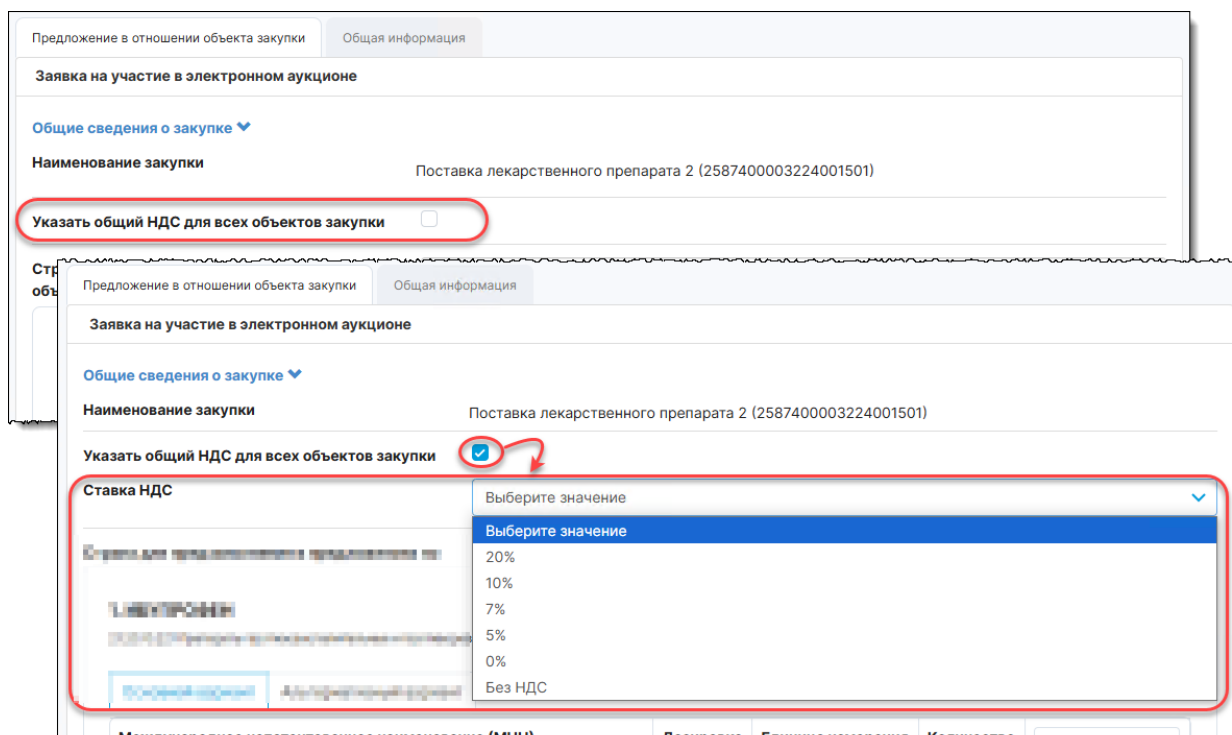 Предложение в отношении объекта закупки Общая информация
Заявка на участие в электронном аукционе
Общие сведения о закупке
Наименование закупки Поставка лекарственного препарата 2 (2587400003224001501)
Указать общий НДС для всех объектов закупки
Предложение в отношении объекта закупки Общая информация
Заявка на участие в электронном аукционе
Общие сведения о закупке
Наименование закупки Поставка лекарственного препарата 2 (2587400003224001501)
Указать общий НДС для всех объектов закупки
Ставка НДС Выберите значение
Выберите значение
20%
10%
7%
5%
0%
Без НДС